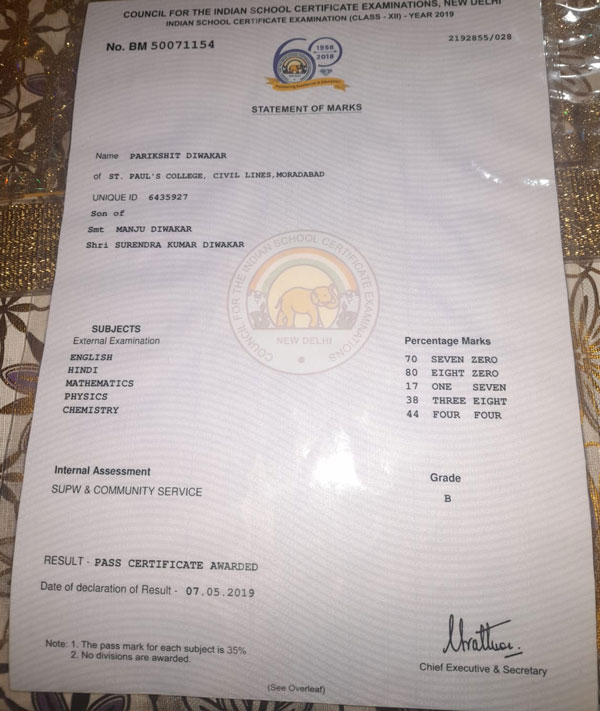 COUNCIL FOR THE INDIAN SCHOOL CERTIFICATE EXAMINATIONS, NEW DELHI
INDIAN SCHOOL CERTIFICATE EXAMINATION (CLASS - XII) - YEAR 2019
No. BM 50071154
2192855/028
60
1958
2018
STATEMENT OF MARKS
Name PARIKSHIT DIWAKAR
of ST. PAUL'S COLLEGE, CIVIL LINES,MORADABAD
UNIQUE ID 6435927
Son of
Smt MANJU DIWAKAR
Shri SURENDRA KUMAR DIWAKAR
COUNCIL FOR THE INDIAN SCHOOL CERTIFICATE EXAMINATIONS
NEW DELHI
SUBJECTS
External Examination
Percentage Marks
ENGLISH 70 SEVEN ZERO
HINDI 80 EIGHT ZERO
MATHEMATICS 17 ONE SEVEN
PHYSICS 38 THREE EIGHT
CHEMISTRY 44 FOUR FOUR
Internal Assessment
Grade
SUPW & COMMUNITY SERVICE
B
RESULT - PASS CERTIFICATE AWARDED
Date of declaration of Result - 07.05.2019
Note: 1. The pass mark for each subject is 35%
2. No divisions are awarded.
Chief Executive & Secretary
(See Overleaf)